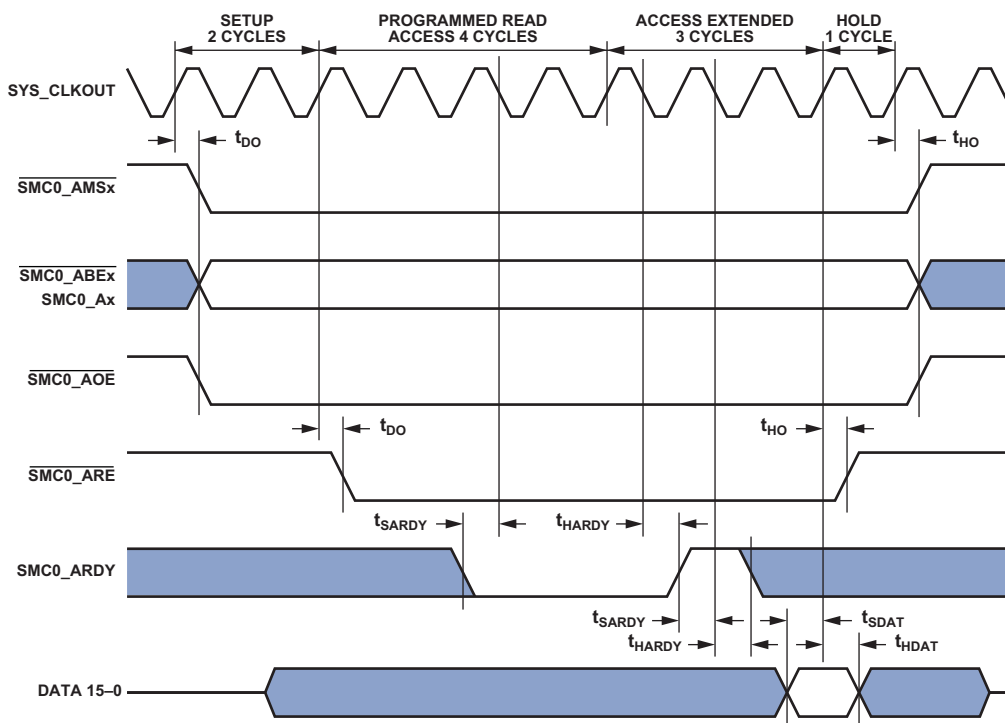 SETUP
2 CYCLES
PROGRAMMED READ
ACCESS 4 CYCLES
ACCESS EXTENDED
3 CYCLES
HOLD
1 CYCLE
SYS_CLKOUT
tDO
tHO
SMC0_AMSx
SMC0_ABEx
SMC0_Ax
SMC0_AOE
tDO
tHO
SMC0_ARE
tSARDY
tHARDY
SMC0_ARDY
tSARDY
tSDAT
tHARDY
tHDAT
DATA 15–0